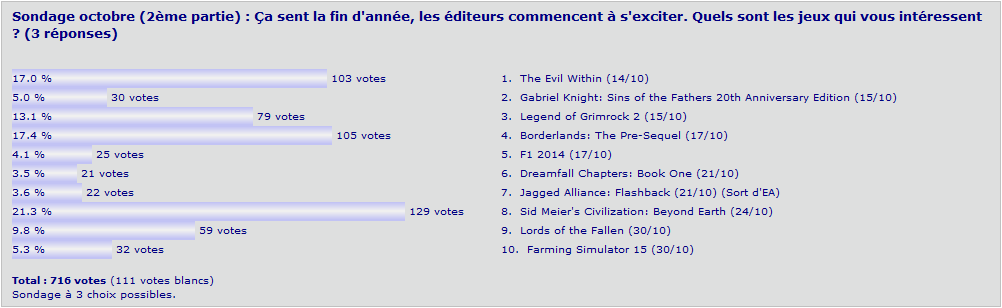 Sondage octobre (2ème partie) : Ça sent la fin d'année, les éditeurs commencent à s'exciter. Quels sont les jeux qui vous intéressent
? (3 réponses)
17.0 % 103 votes 1. The Evil Within (14/10)
5.0 % 30 votes 2. Gabriel Knight: Sins of the Fathers 20th Anniversary Edition (15/10)
13.1 % 79 votes 3. Legend of Grimrock 2 (15/10)
17.4 % 105 votes 4. Borderlands: The Pre-Sequel (17/10)
4.1 % 25 votes 5. F1 2014 (17/10)
3.5 % 21 votes 6. Dreamfall Chapters: Book One (21/10)
3.6 % 22 votes 7. Jagged Alliance: Flashback (21/10) (Sort d'EA)
21.3 % 129 votes 8. Sid Meier's Civilization: Beyond Earth (24/10)
9.8 % 59 votes 9. Lords of the Fallen (30/10)
5.3 % 32 votes 10. Farming Simulator 15 (30/10)
Total : 716 votes (111 votes blancs)
Sondage à 3 choix possibles.